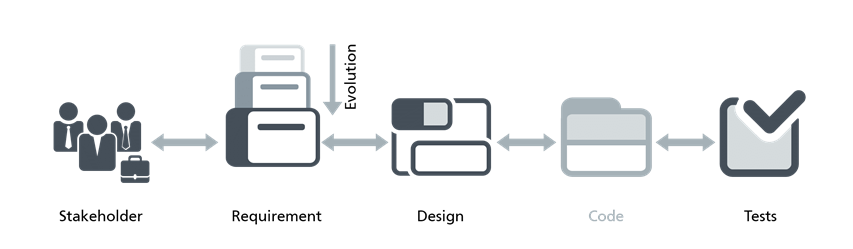 Evolution
Stakeholder
Requirement
Design
Code
Tests